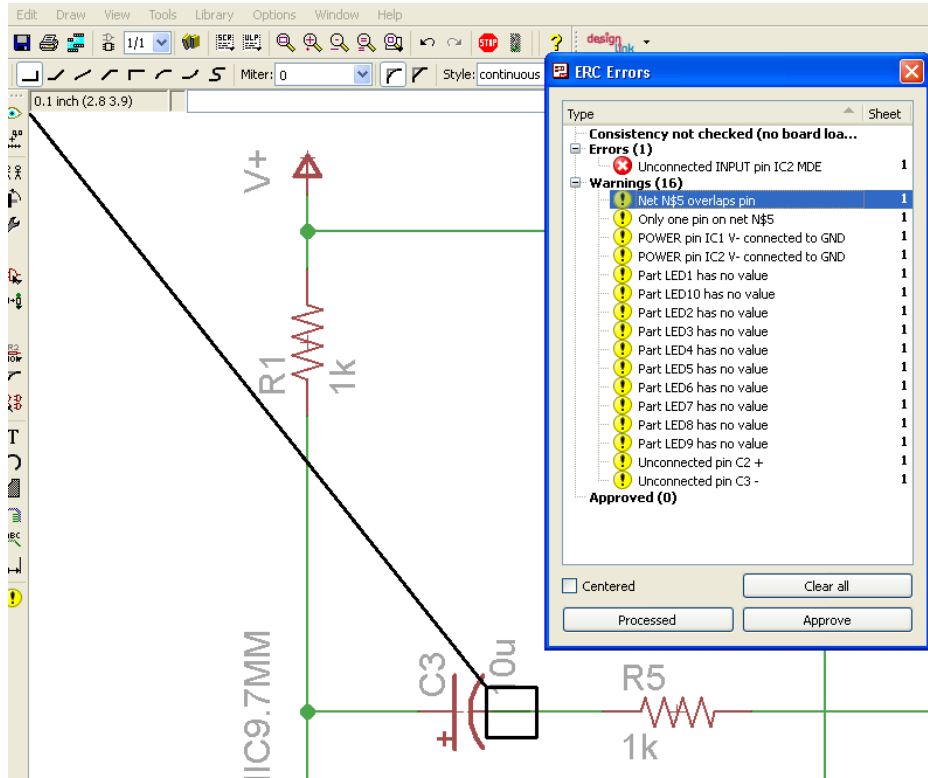 Edit Draw View Tools Library Options Window Help
SCR ULP
1/1
STOP
?
design link
Miter: 0
Style: continuous
0.1 inch (2.8 3.9)
ERC Errors
Type Sheet
Consistency not checked (no board loa...
Errors (1)
Unconnected INPUT pin IC2 MDE 1
Warnings (16)
Net N$5 overlaps pin 1
Only one pin on net N$5 1
POWER pin IC1 V- connected to GND 1
POWER pin IC2 V- connected to GND 1
Part LED1 has no value 1
Part LED10 has no value 1
Part LED2 has no value 1
Part LED3 has no value 1
Part LED4 has no value 1
Part LED5 has no value 1
Part LED6 has no value 1
Part LED7 has no value 1
Part LED8 has no value 1
Part LED9 has no value 1
Unconnected pin C2 + 1
Unconnected pin C3 - 1
Approved (0)
Centered
Clear all
Processed
Approve
V+
R1
1k
C3
10u
+
R5
1k
IC9.7MM
T